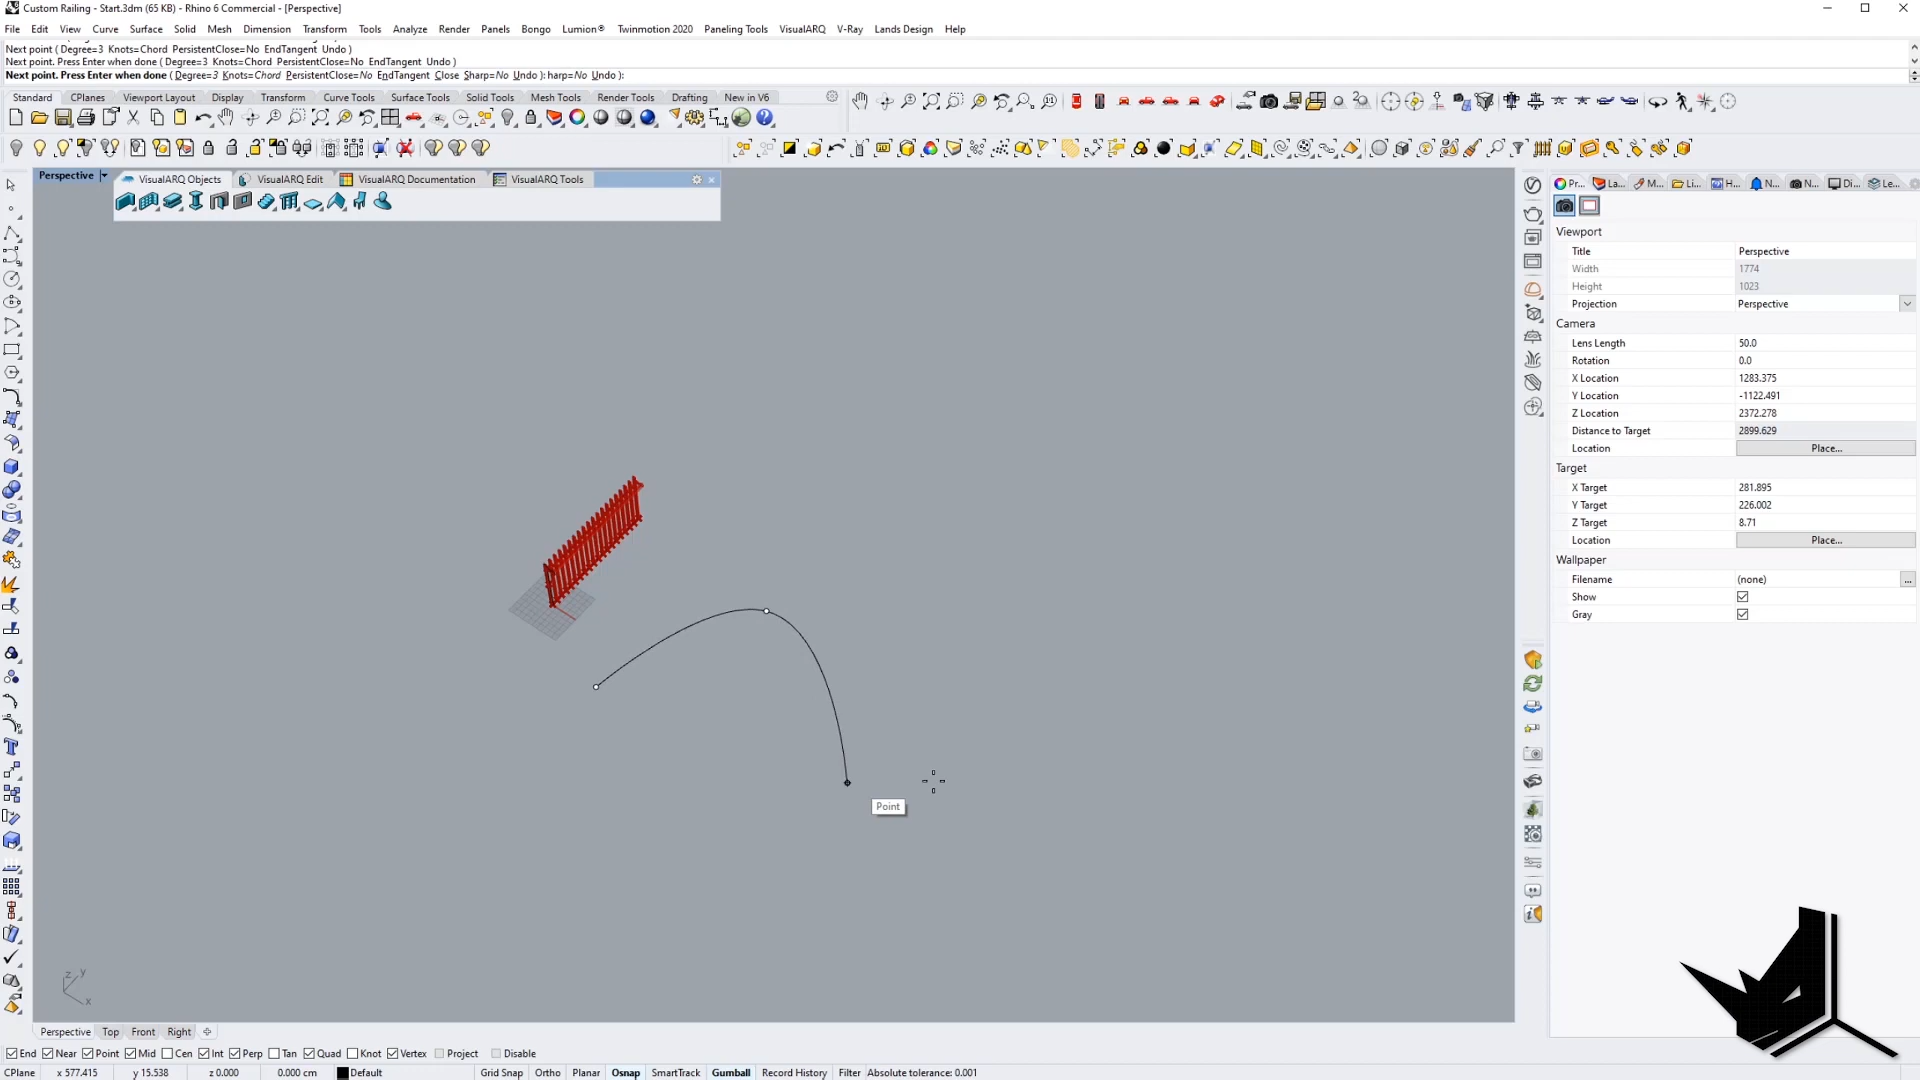 Custom Railing - Start.3dm (65 KB) - Rhino 6 Commercial - [Perspective]
File Edit View Curve Surface Solid Mesh Dimension Transform Tools Analyze Render Panels Bongo Lumion® Twinmotion 2020 Paneling Tools VisualARQ V-Ray Lands Design Help
Next point ( Degree=3 Knots=Chord PersistentClose=No EndTangent Undo )
Next point ( Degree=3 Knots=Chord PersistentClose=No EndTangent Undo )
Next point. Press Enter when done ( Degree=3 Knots=Chord PersistentClose=No EndTangent Close Sharp=No Undo ): harp=No Undo ):
Standard CPlanes Viewport Layout Display Transform Curve Tools Surface Tools Solid Tools Mesh Tools Render Tools Drafting New in V6
Perspective
VisualARQ Objects VisualARQ Edit VisualARQ Documentation VisualARQ Tools
Pr... La... M... Li... H... N... N... Di... Le...
Viewport
Title Perspective
Width 1774
Height 1023
Projection Perspective
Camera
Lens Length 50.0
Rotation 0.0
X Location 1283.375
Y Location -1122.491
Z Location 2372.278
Distance to Target 2899.629
Location Place...
Target
X Target 281.895
Y Target 226.002
Z Target 8.71
Location Place...
Wallpaper
Filename (none) ...
Show
Gray
Point
z y
x
Perspective Top Front Right
End Near Point Mid Cen Int Perp Tan Quad Knot Vertex Project Disable
CPlane x 577.415 y 15.538 z 0.000 0.000 cm Default Grid Snap Ortho Planar Osnap SmartTrack Gumball Record History Filter Absolute tolerance: 0.001